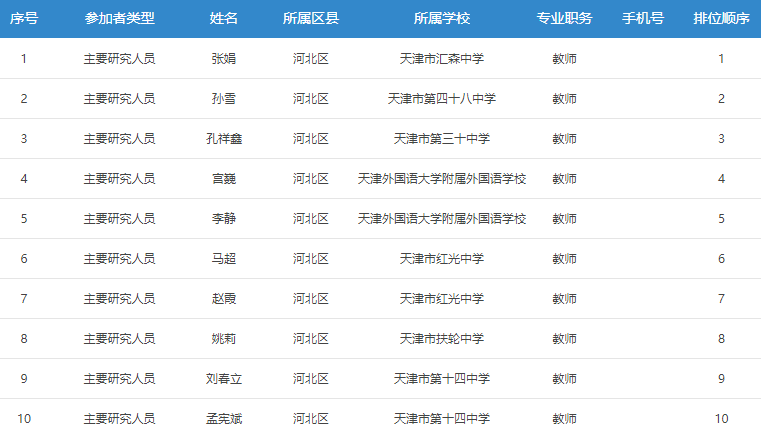 序号 参加者类型 姓名 所属区县 所属学校 专业职务 手机号 排位顺序
1 主要研究人员 张娟 河北区 天津市汇森中学 教师 1
2 主要研究人员 孙雪 河北区 天津市第四十八中学 教师 2
3 主要研究人员 孔祥鑫 河北区 天津市第三十中学 教师 3
4 主要研究人员 宫巍 河北区 天津外国语大学附属外国语学校 教师 4
5 主要研究人员 李静 河北区 天津外国语大学附属外国语学校 教师 5
6 主要研究人员 马超 河北区 天津市红光中学 教师 6
7 主要研究人员 赵霞 河北区 天津市红光中学 教师 7
8 主要研究人员 姚莉 河北区 天津市扶轮中学 教师 8
9 主要研究人员 刘春立 河北区 天津市第十四中学 教师 9
10 主要研究人员 孟宪斌 河北区 天津市第十四中学 教师 10